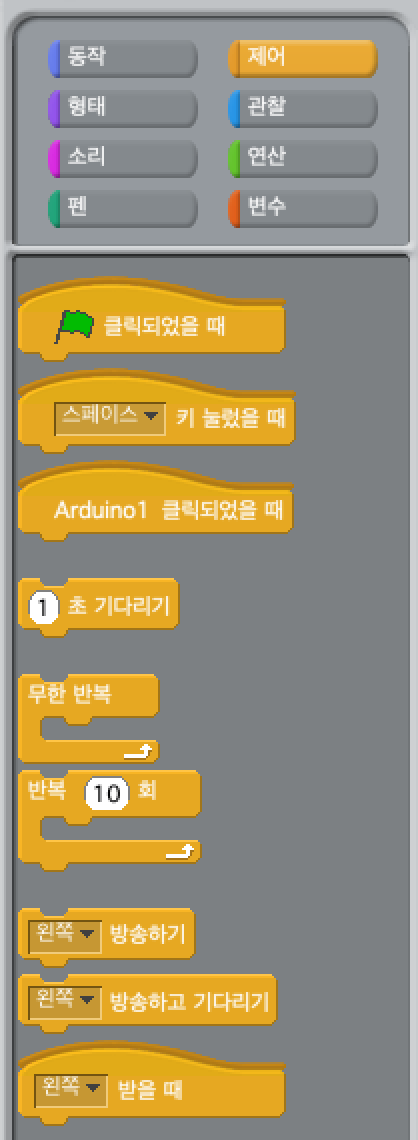 동작 제어
형태 관찰
소리 연산
펜 변수
클릭되었을 때
스페이스 키 눌렀을 때
Arduino1 클릭되었을 때
1 초 기다리기
무한 반복
반복 10 회
왼쪽 방송하기
왼쪽 방송하고 기다리기
왼쪽 받을 때